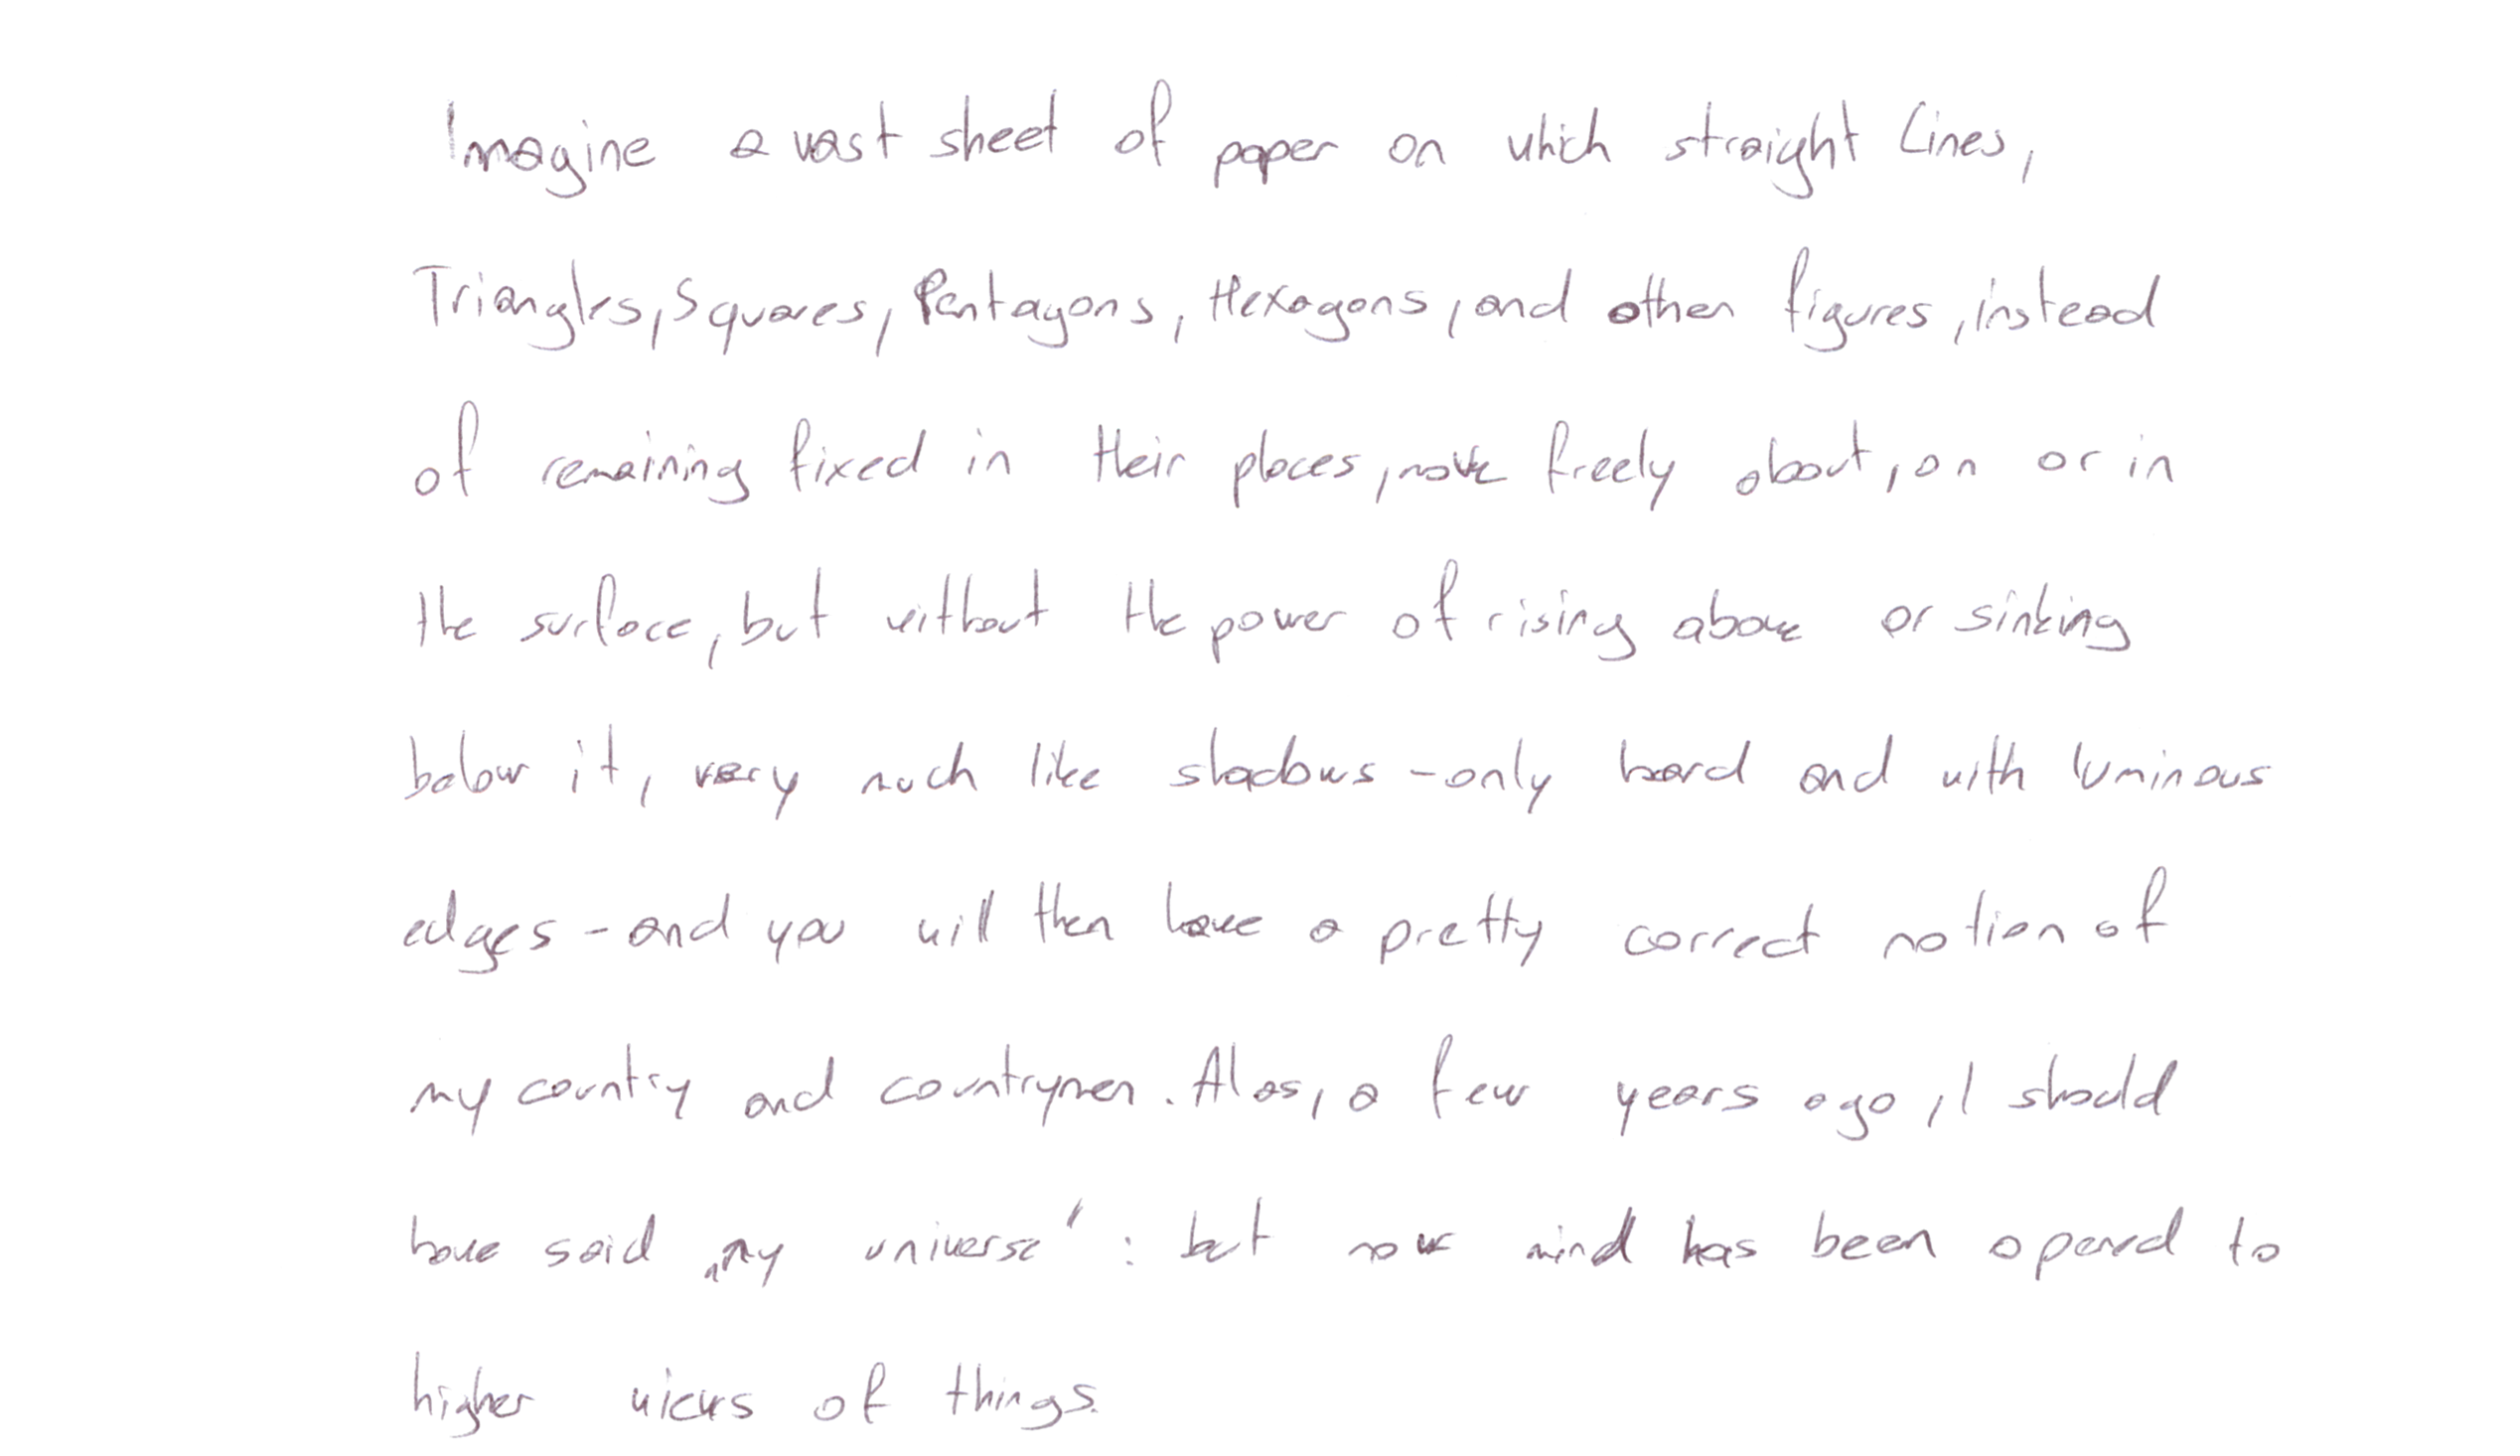 Imagine a vast sheet of paper on which straight Lines,
Triangles, Squares, Pentagons, Hexagons, and other figures, instead
of remaining fixed in their places, move freely about, on or in
the surface, but without the power of rising above or sinking
below it, very much like shadows - only hard and with luminous
edges - and you will then have a pretty correct notion of
my country and countrymen. Alas, a few years ago, I should
have said „my universe“: but now mind has been opened to
higher views of things.